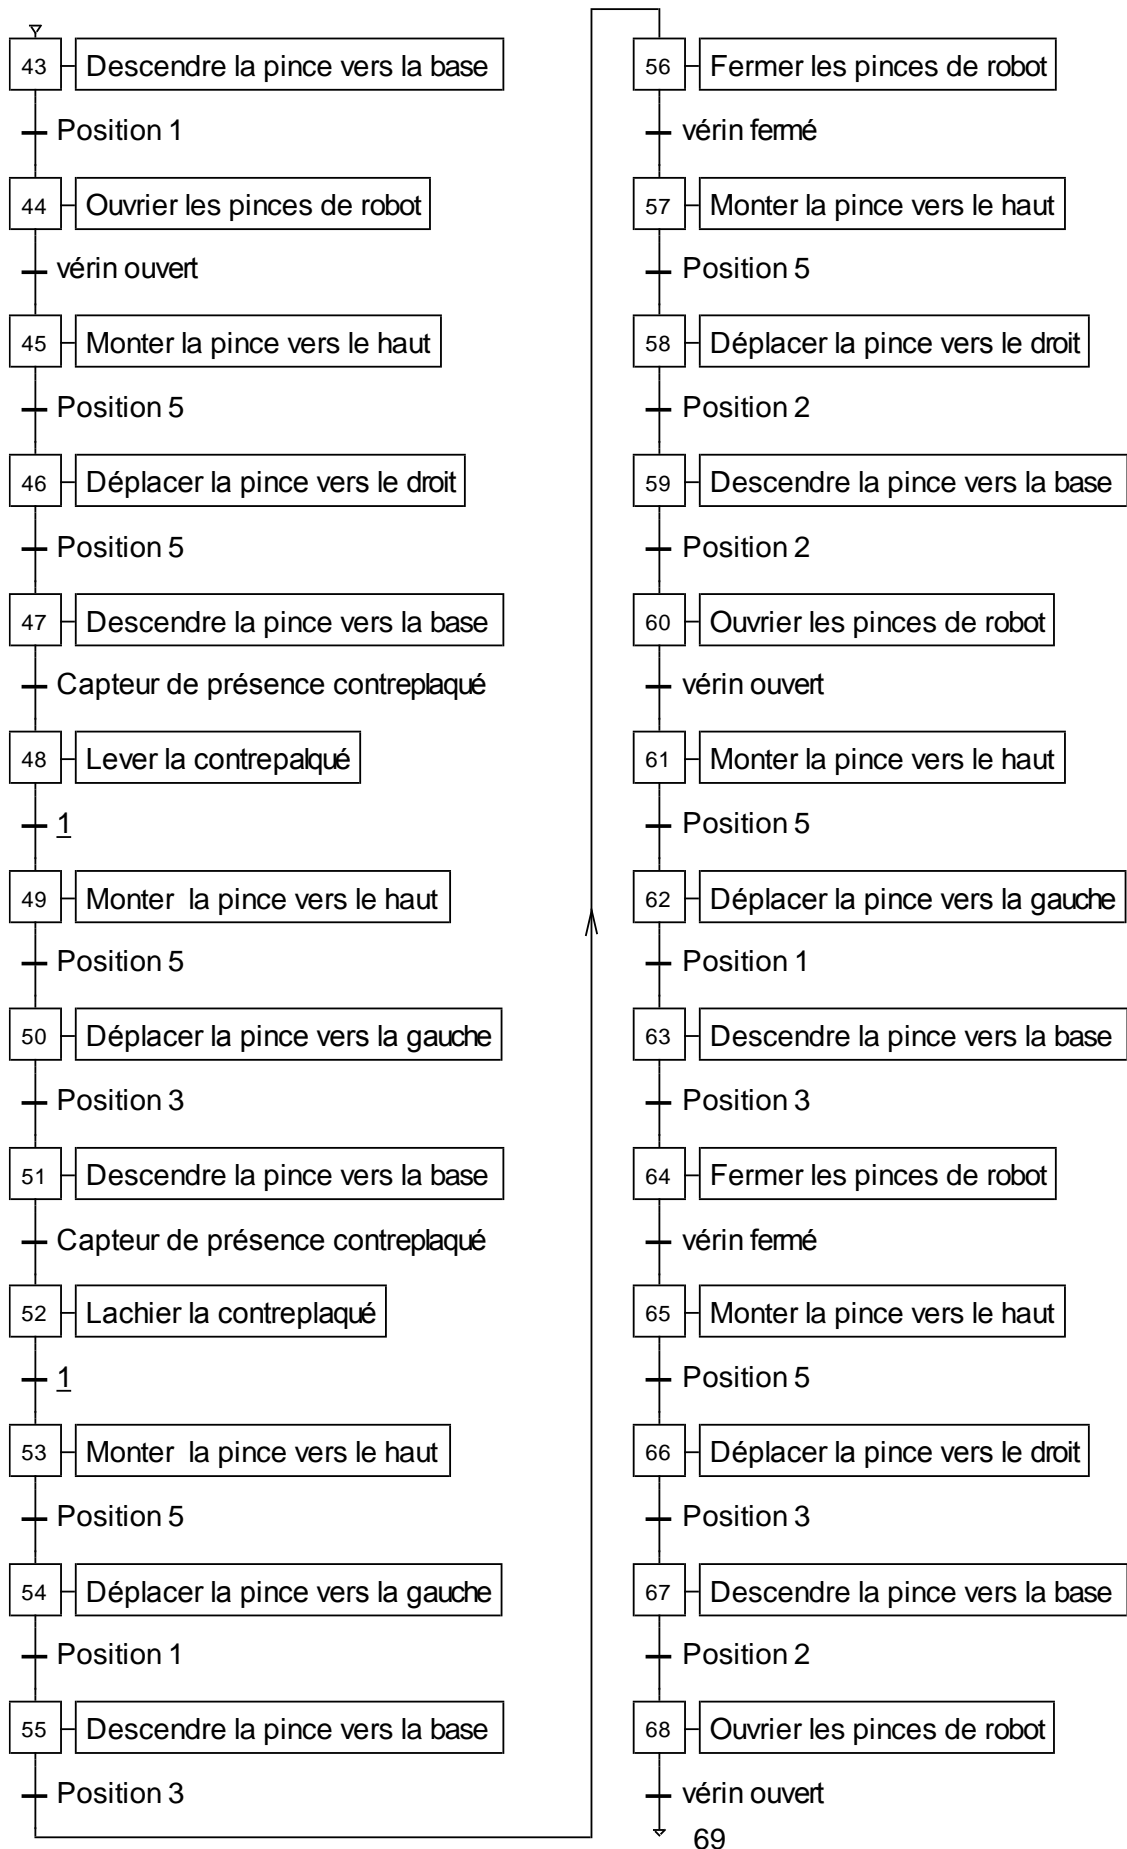 43
Descendre la pince vers la base
Position 1
44
Ouvrier les pinces de robot
vérin ouvert
45
Monter la pince vers le haut
Position 5
46
Déplacer la pince vers le droit
Position 5
47
Descendre la pince vers la base
Capteur de présence contreplaqué
48
Lever la contrepalqué
1
49
Monter la pince vers le haut
Position 5
50
Déplacer la pince vers la gauche
Position 3
51
Descendre la pince vers la base
Capteur de présence contreplaqué
52
Lachier la contreplaqué
1
53
Monter la pince vers le haut
Position 5
54
Déplacer la pince vers la gauche
Position 1
55
Descendre la pince vers la base
Position 3
56
Fermer les pinces de robot
vérin fermé
57
Monter la pince vers le haut
Position 5
58
Déplacer la pince vers le droit
Position 2
59
Descendre la pince vers la base
Position 2
60
Ouvrier les pinces de robot
vérin ouvert
61
Monter la pince vers le haut
Position 5
62
Déplacer la pince vers la gauche
Position 1
63
Descendre la pince vers la base
Position 3
64
Fermer les pinces de robot
vérin fermé
65
Monter la pince vers le haut
Position 5
66
Déplacer la pince vers le droit
Position 3
67
Descendre la pince vers la base
Position 2
68
Ouvrier les pinces de robot
vérin ouvert
69